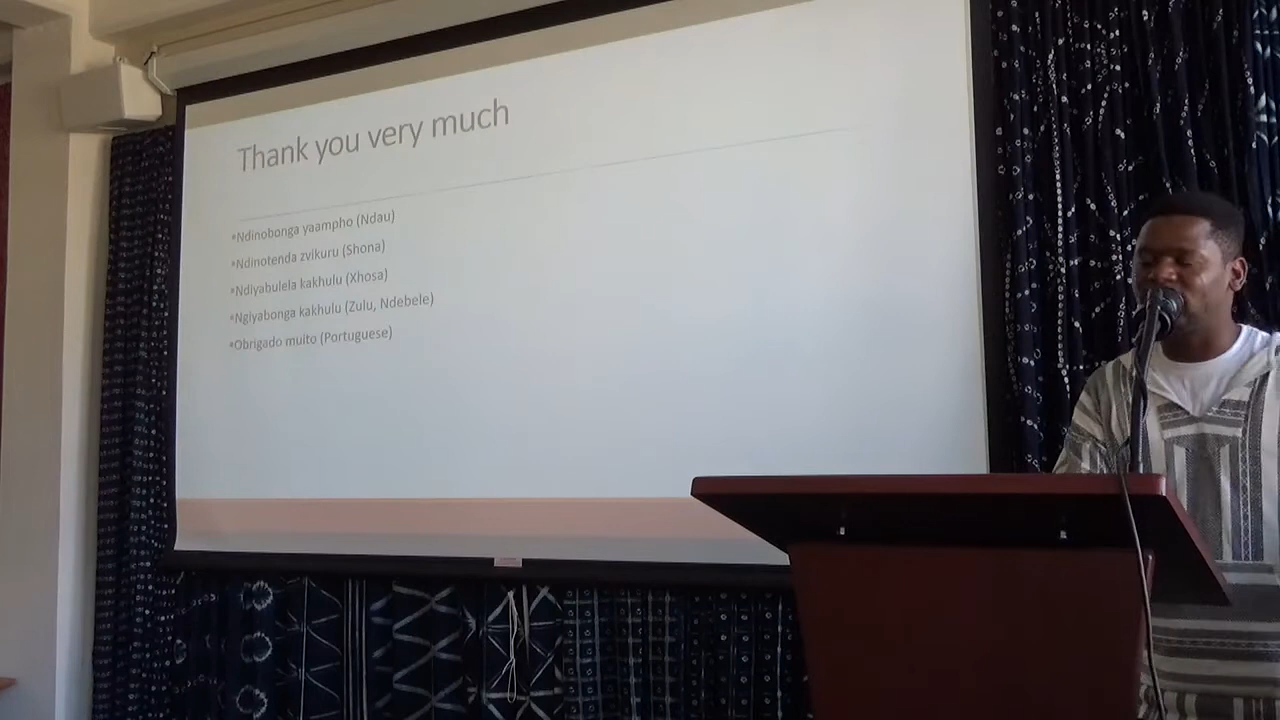 Thank you very much
•Ndinobonga yaampho (Ndau)
•Ndinotenda zvikuru (Shona)
•Ndiyabulela kakhulu (Xhosa)
•Ngiyabonga kakhulu (Zulu, Ndebele)
•Obrigado muito (Portuguese)